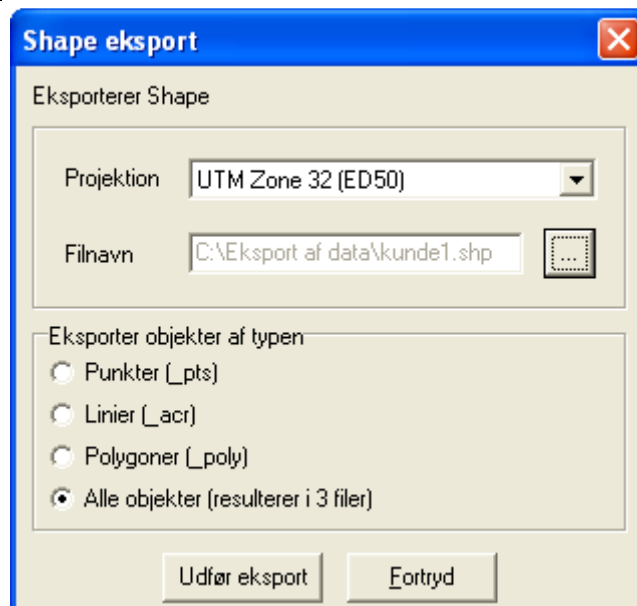 Shape eksport
Eksporterer Shape
Projektion UTM Zone 32 (ED50)
Filnavn C:\Eksport af data\kunde1.shp ...
Eksporter objekter af typen
Punkter (_pts)
Linier (_acr)
Polygoner (_poly)
Alle objekter (resulterer i 3 filer)
Udfør eksport Fortryd